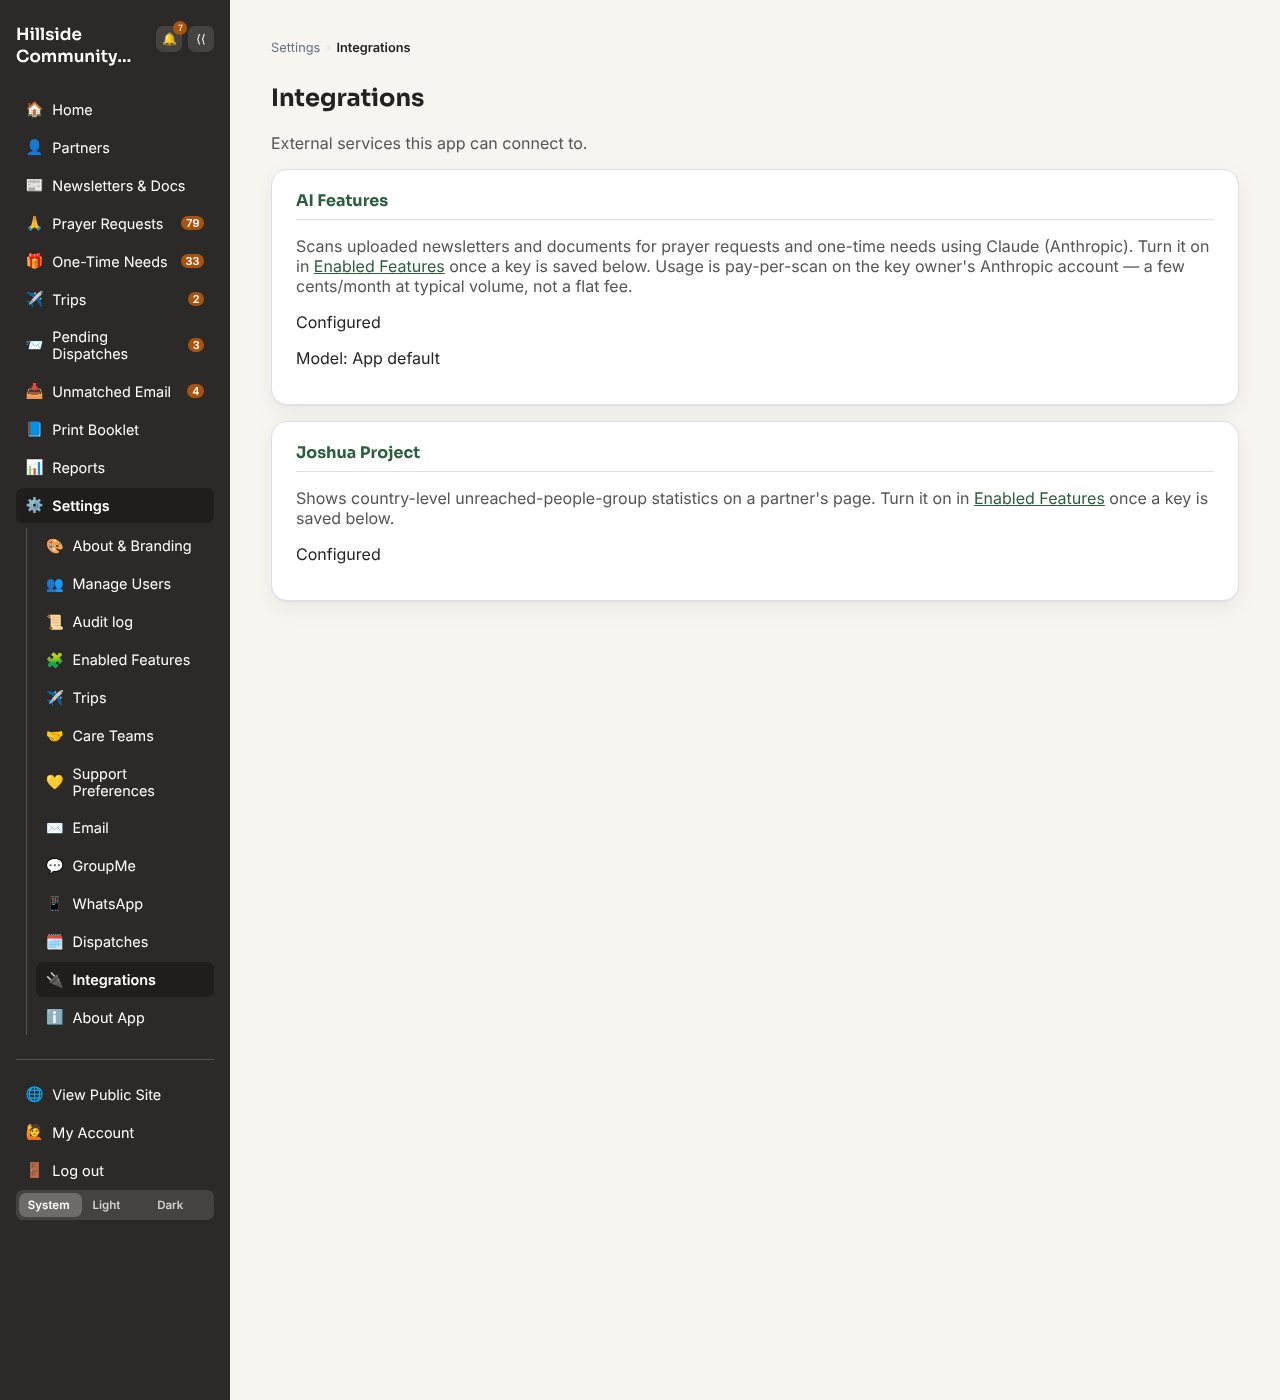 Hillside
Community...
7
⟨⟨
Home
Partners
Newsletters & Docs
Prayer Requests 79
One-Time Needs 33
Trips 2
Pending
Dispatches 3
Unmatched Email 4
Print Booklet
Reports
Settings
About & Branding
Manage Users
Audit log
Enabled Features
Trips
Care Teams
Support
Preferences
Email
GroupMe
WhatsApp
Dispatches
Integrations
About App
View Public Site
My Account
Log out
System Light Dark
Settings › Integrations
Integrations
External services this app can connect to.
AI Features
Scans uploaded newsletters and documents for prayer requests and one-time needs using Claude (Anthropic). Turn it on
in Enabled Features once a key is saved below. Usage is pay-per-scan on the key owner's Anthropic account — a few
cents/month at typical volume, not a flat fee.
Configured
Model: App default
Joshua Project
Shows country-level unreached-people-group statistics on a partner's page. Turn it on in Enabled Features once a key is
saved below.
Configured